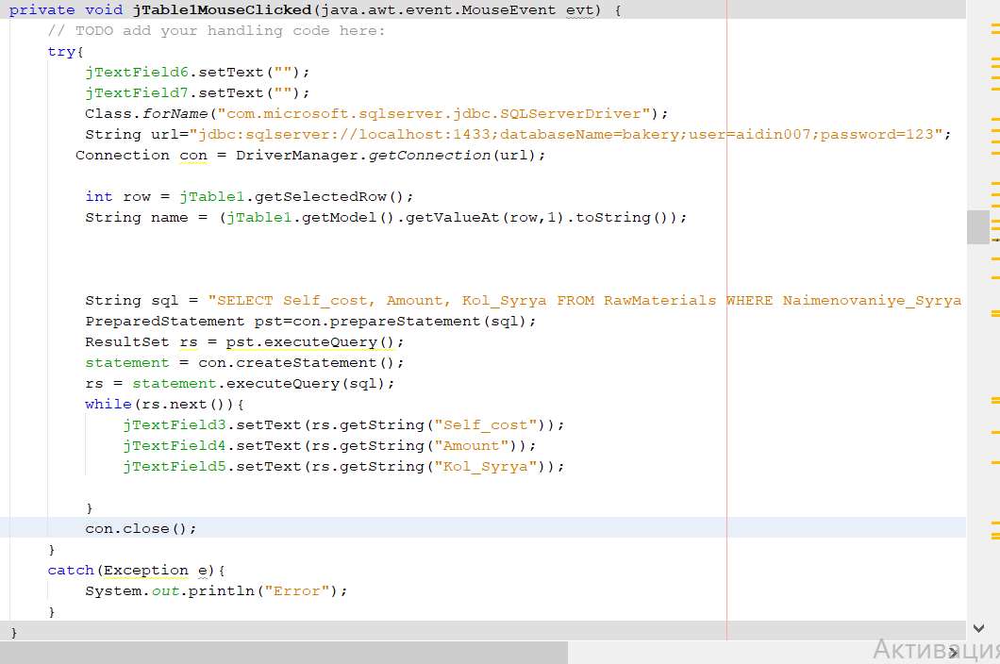 private void jTable1MouseClicked(java.awt.event.MouseEvent evt) {
// TODO add your handling code here:
try{
jTextField6.setText("");
jTextField7.setText("");
Class.forName("com.microsoft.sqlserver.jdbc.SQLServerDriver");
String url="jdbc:sqlserver://localhost:1433;databaseName=bakery;user=aidin007;password=123";
Connection con = DriverManager.getConnection(url);
int row = jTable1.getSelectedRow();
String name = (jTable1.getModel().getValueAt(row,1).toString());
String sql = "SELECT Self_cost, Amount, Kol_Syrya FROM RawMaterials WHERE Naimenovaniye_Syrya
PreparedStatement pst=con.prepareStatement(sql);
ResultSet rs = pst.executeQuery();
statement = con.createStatement();
rs = statement.executeQuery(sql);
while(rs.next()){
jTextField3.setText(rs.getString("Self_cost"));
jTextField4.setText(rs.getString("Amount"));
jTextField5.setText(rs.getString("Kol_Syrya"));
}
con.close();
}
catch(Exception e){
System.out.println("Error");
}
}
Активация